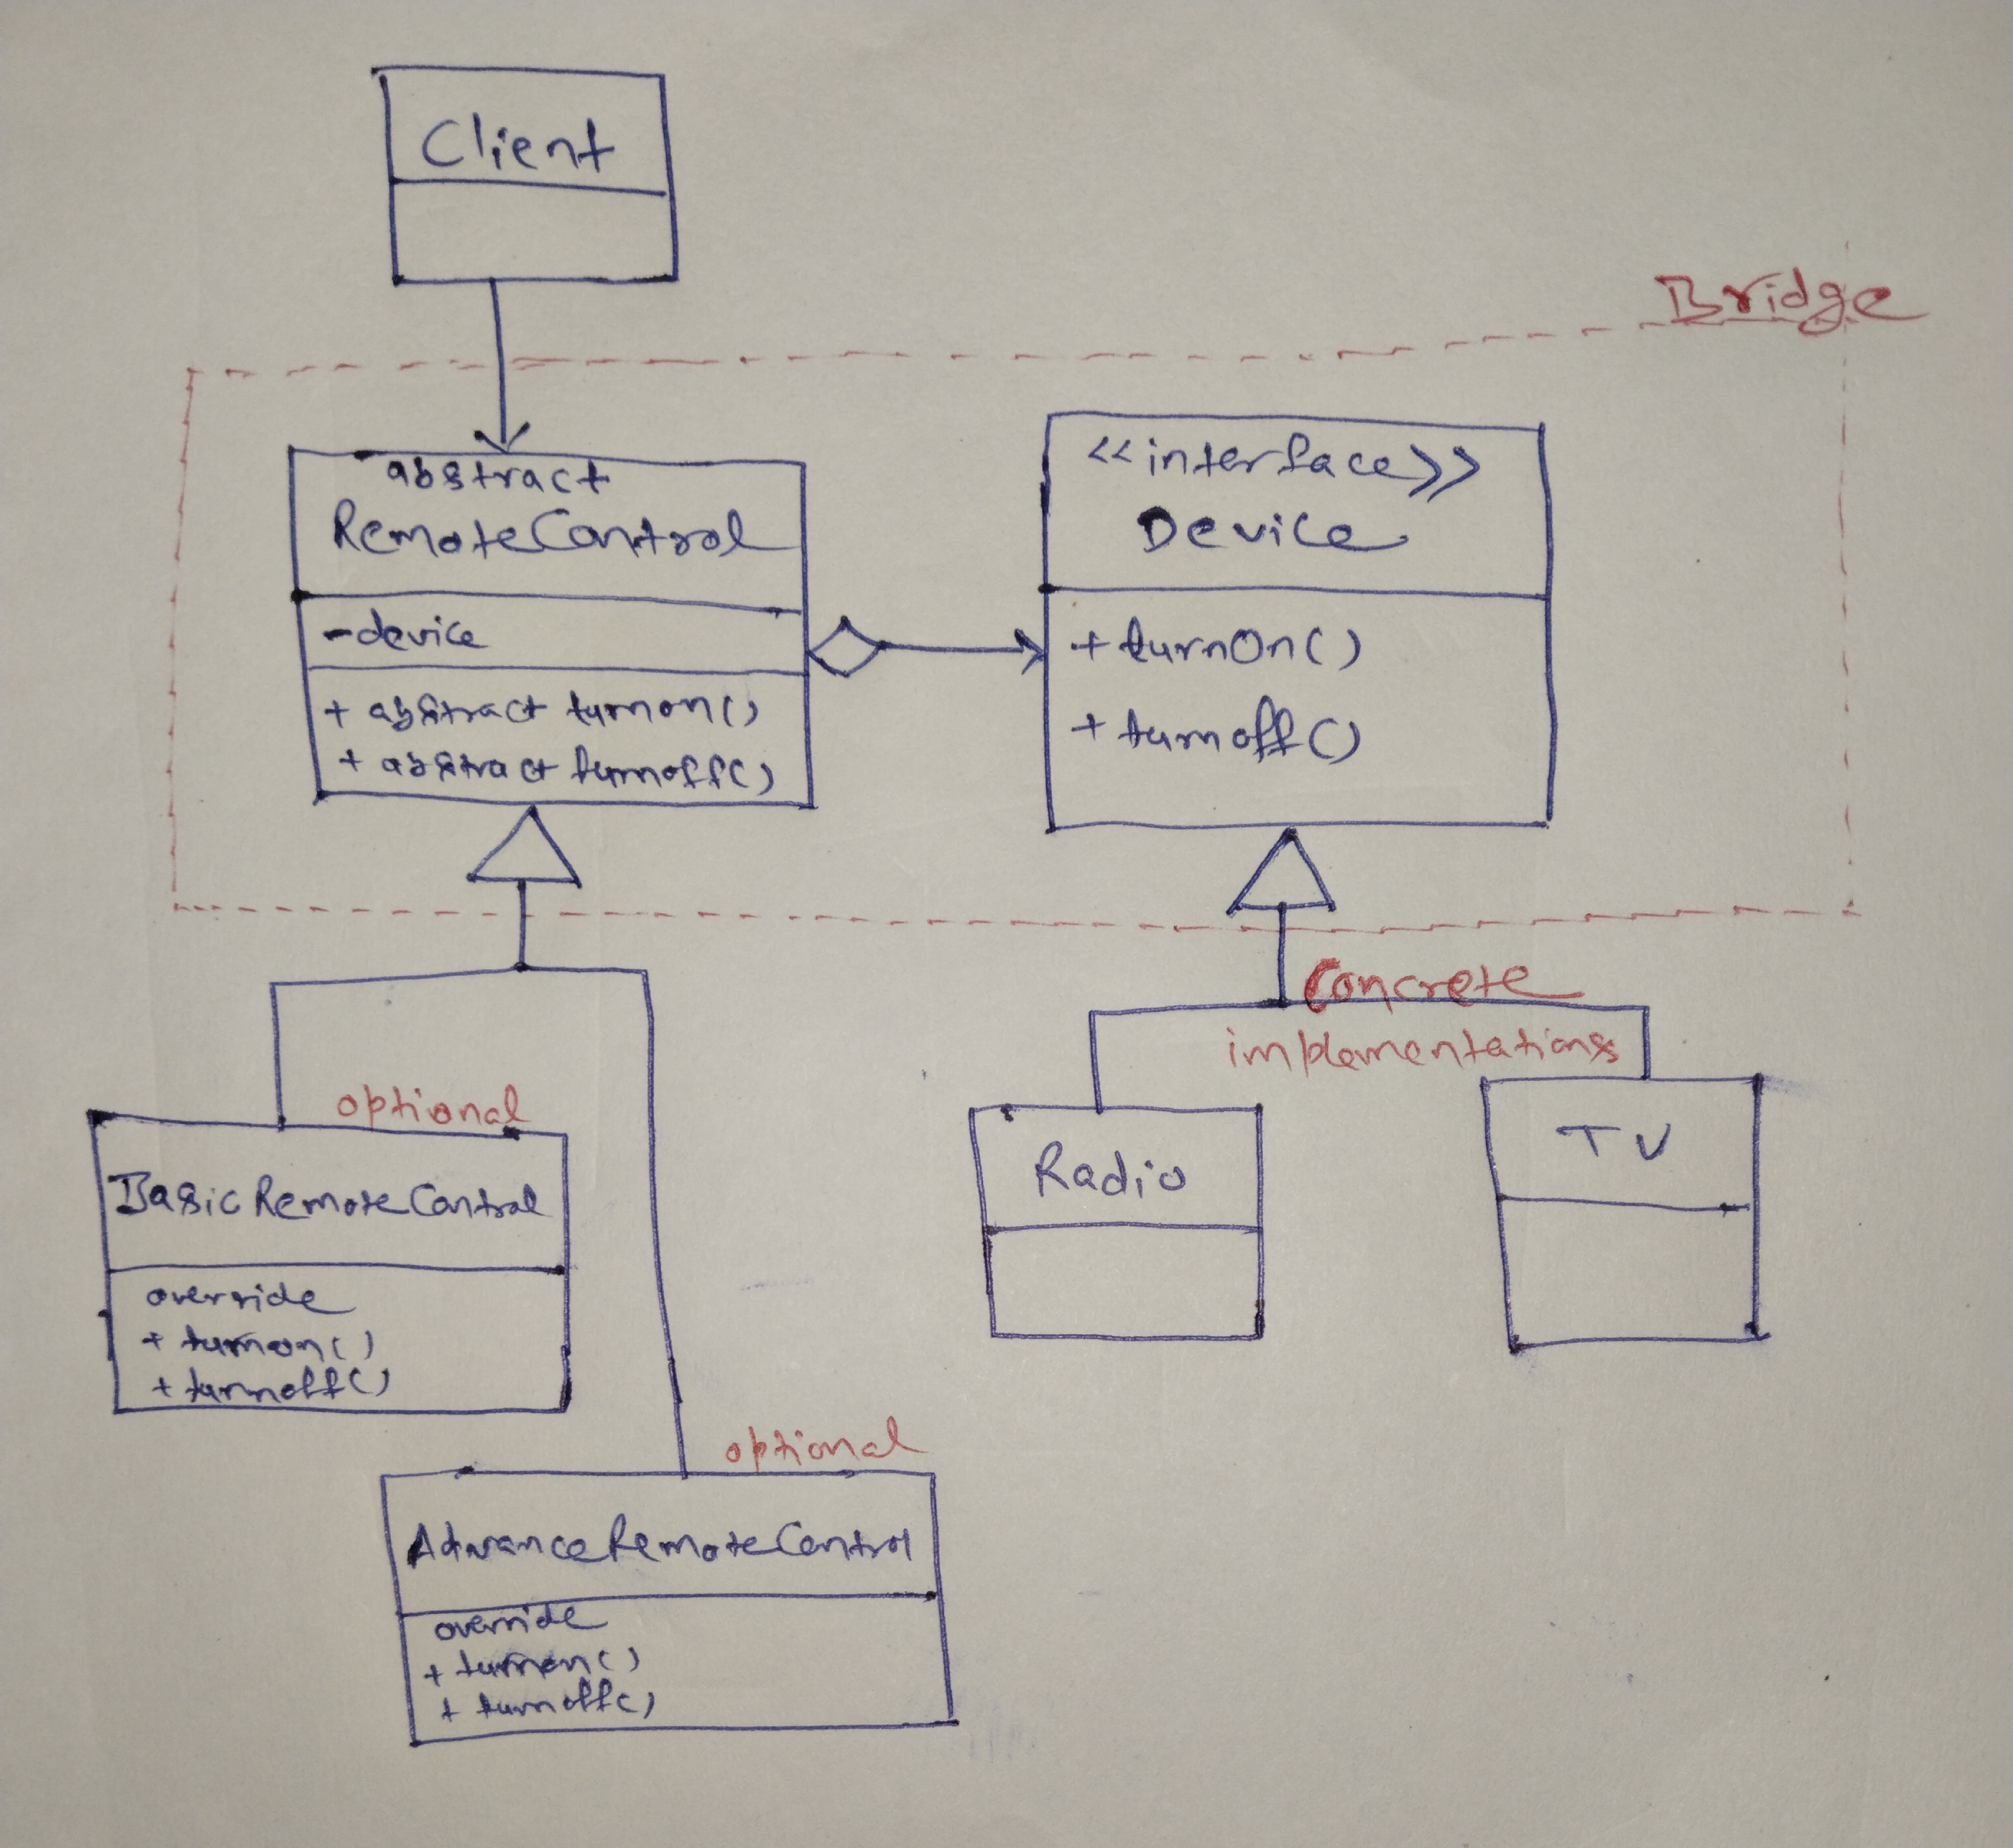 Client
Bridge
abstract
RemoteControl
-device
+ abstract turnon()
+ abstract turnoff()
<<interface>>
Device
+ turnOn()
+ turnoff()
Concrete
implementations
optional
BasicRemoteControl
override
+ turnon()
+ turnoff()
Radio
TV
optional
AdvanceRemoteControl
override
+ turnon()
+ turnoff()